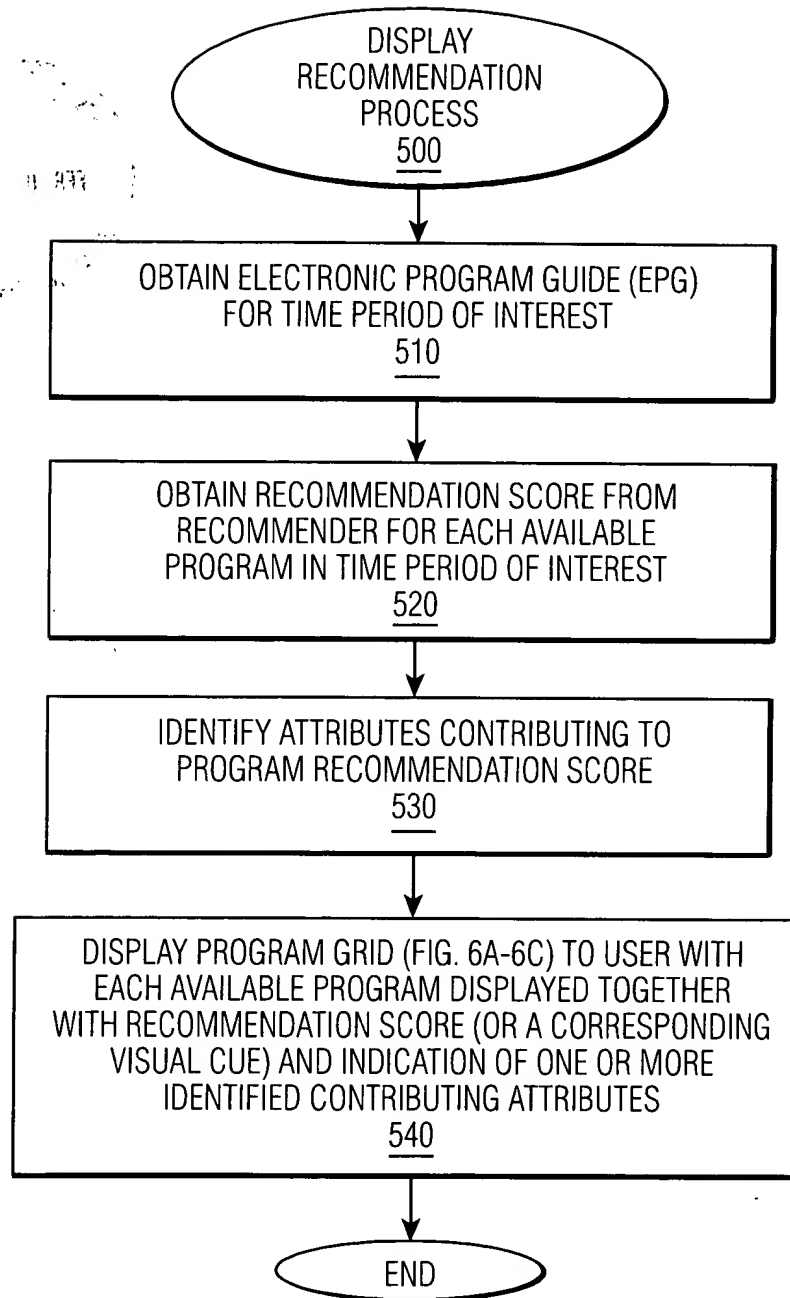 DISPLAY
RECOMMENDATION
PROCESS
500
OBTAIN ELECTRONIC PROGRAM GUIDE (EPG)
FOR TIME PERIOD OF INTEREST
510
OBTAIN RECOMMENDATION SCORE FROM
RECOMMENDER FOR EACH AVAILABLE
PROGRAM IN TIME PERIOD OF INTEREST
520
IDENTIFY ATTRIBUTES CONTRIBUTING TO
PROGRAM RECOMMENDATION SCORE
530
DISPLAY PROGRAM GRID (FIG. 6A-6C) TO USER WITH
EACH AVAILABLE PROGRAM DISPLAYED TOGETHER
WITH RECOMMENDATION SCORE (OR A CORRESPONDING
VISUAL CUE) AND INDICATION OF ONE OR MORE
IDENTIFIED CONTRIBUTING ATTRIBUTES
540
END